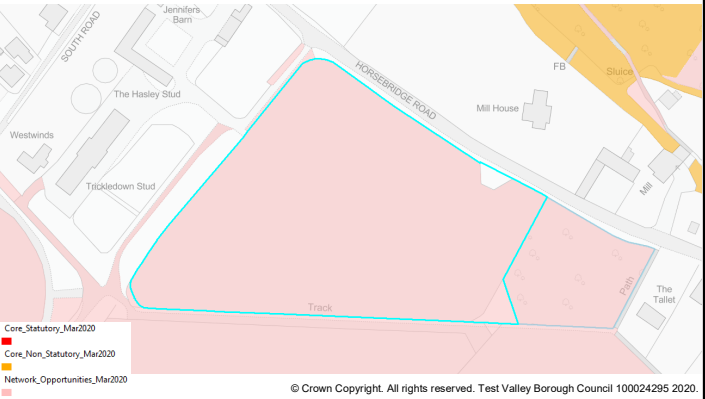 Jennifers
Barn
SOUTH ROAD
HORSEBRIDGE ROAD
FB
Sluice
The Hasley Stud
Mill House
Westwinds
Trickledown Stud
Mill
Path
The
Tallet
Track
Core_Statutory_Mar2020
Core_Non_Statutory_Mar2020
Network_Opportunities_Mar2020
© Crown Copyright. All rights reserved. Test Valley Borough Council 100024295 2020.